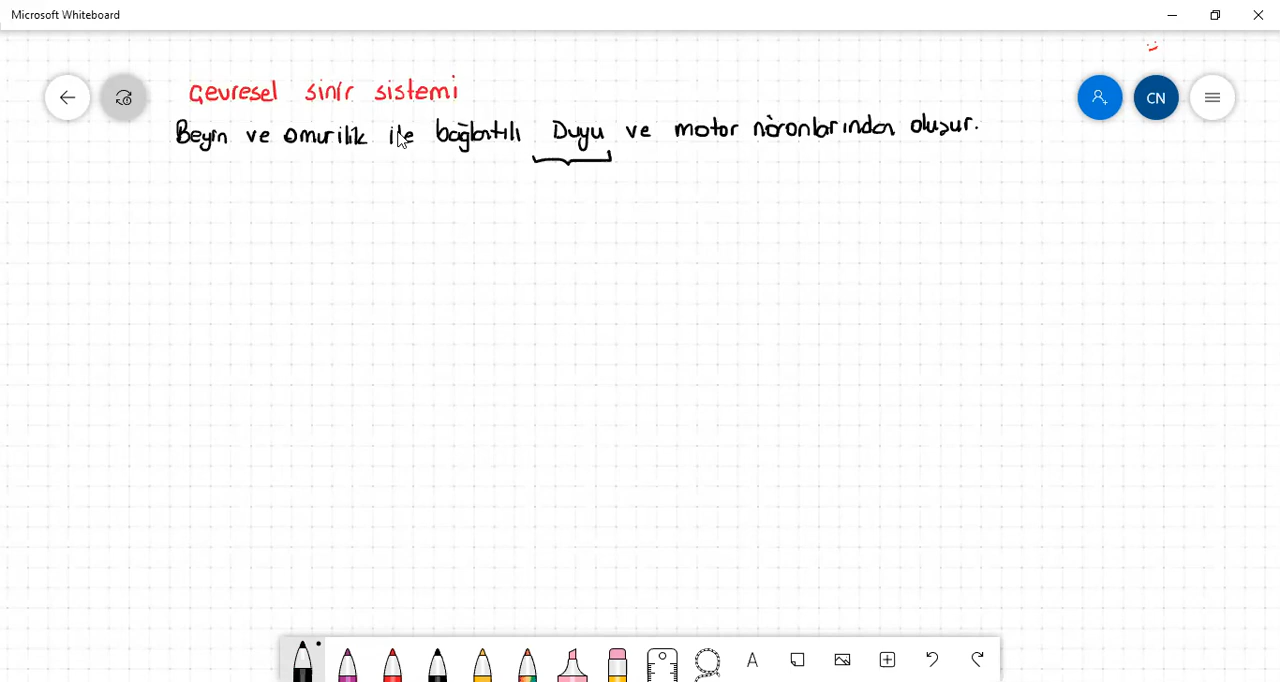 Microsoft Whiteboard
Çevresel sinir sistemi
CN
Beyin ve omurilik ile bağlantılı Duyu ve motor nöronlarından oluşur.
A